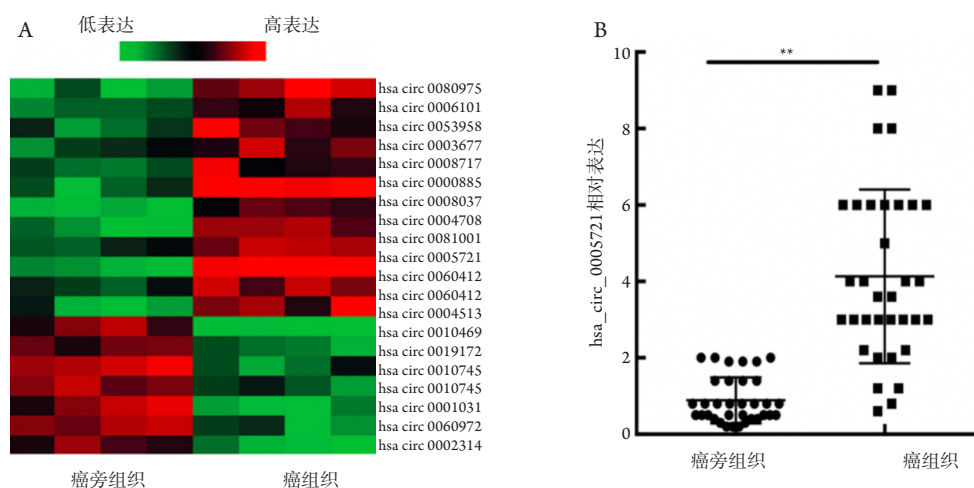 A
低表达 高表达
hsa circ 0080975
hsa circ 0006101
hsa circ 0053958
hsa circ 0003677
hsa circ 0008717
hsa circ 0000885
hsa circ 0008037
hsa circ 0004708
hsa circ 0081001
hsa circ 0005721
hsa circ 0060412
hsa circ 0060412
hsa circ 0004513
hsa circ 0010469
hsa circ 0019172
hsa circ 0010745
hsa circ 0010745
hsa circ 0001031
hsa circ 0060972
hsa circ 0002314
癌旁组织 癌组织
B
**
hsa_circ_0005721相对表达
10
8
6
4
2
0
癌旁组织 癌组织